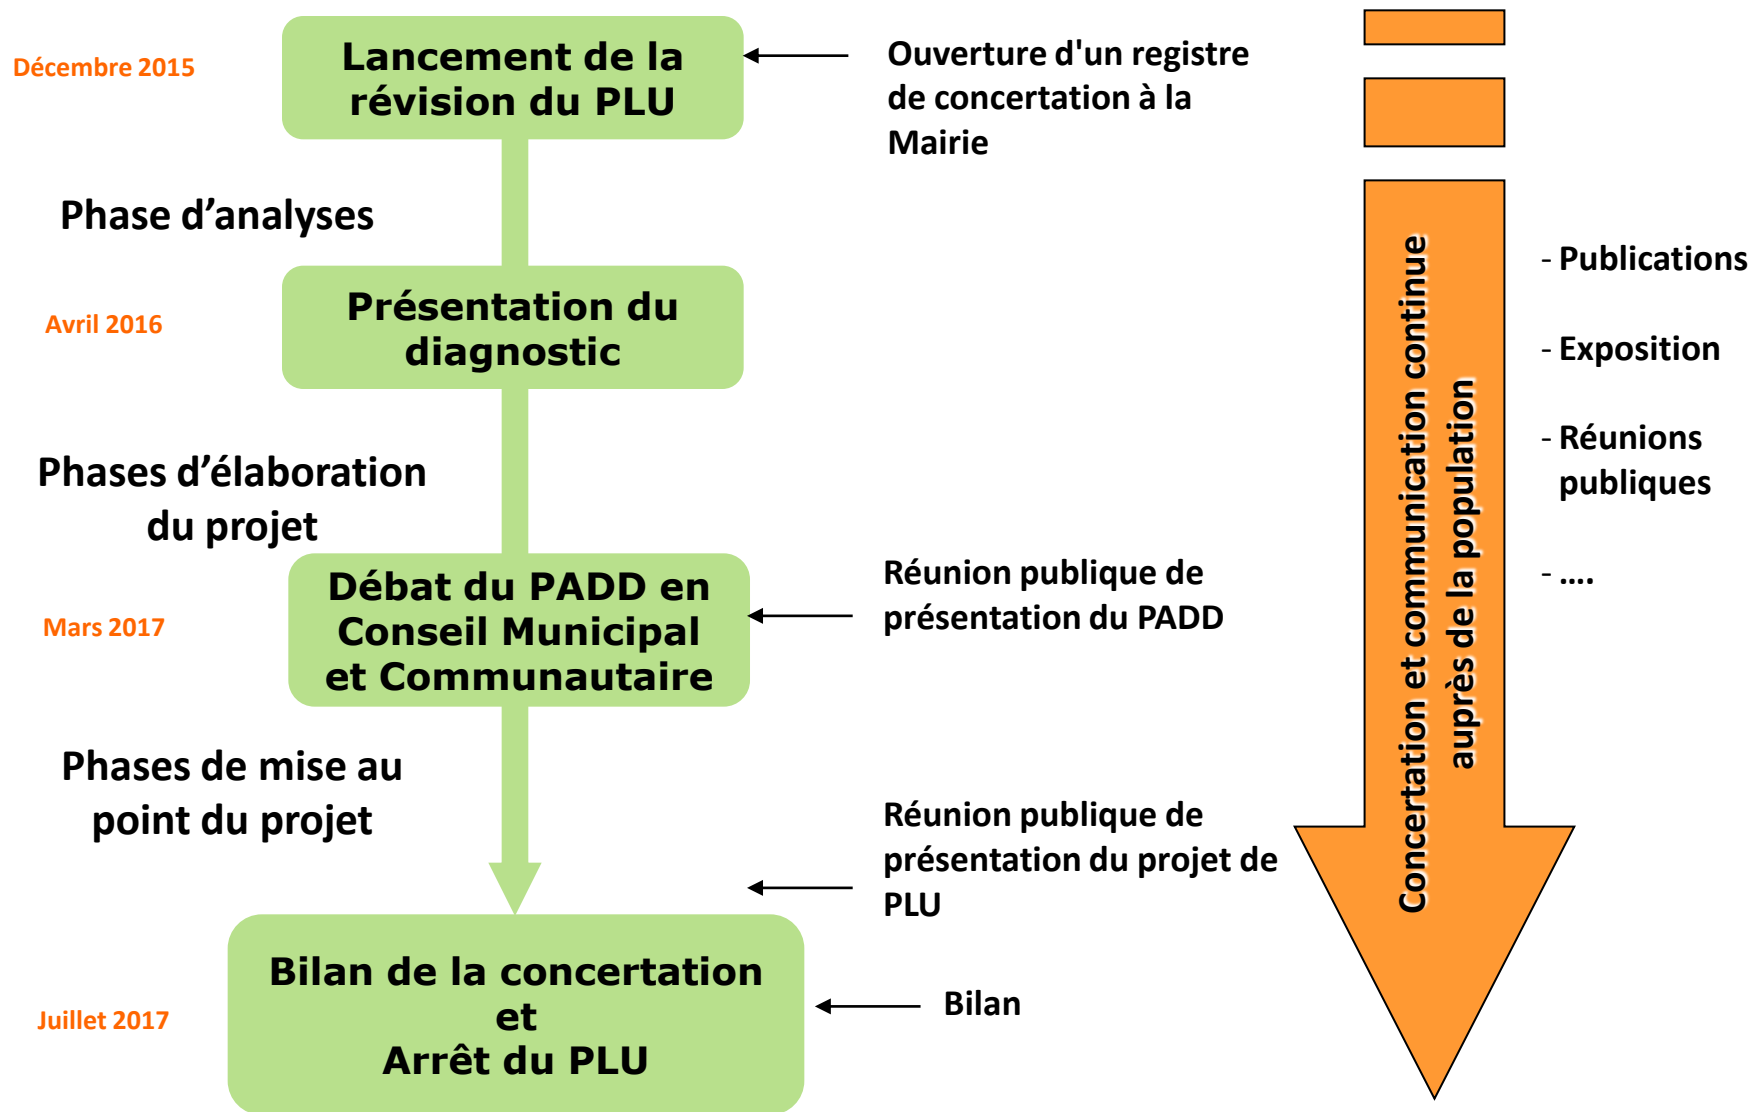 Décembre 2015
Lancement de la
révision du PLU
Ouverture d'un registre
de concertation à la
Mairie
Phase d’analyses
Avril 2016
Présentation du
diagnostic
Phases d’élaboration
du projet
Mars 2017
Débat du PADD en
Conseil Municipal
et Communautaire
Réunion publique de
présentation du PADD
Phases de mise au
point du projet
Réunion publique de
présentation du projet de
PLU
Juillet 2017
Bilan de la concertation
et
Arrêt du PLU
Bilan
Concertation et communication continue
auprès de la population
- Publications
- Exposition
- Réunions
publiques
- ....